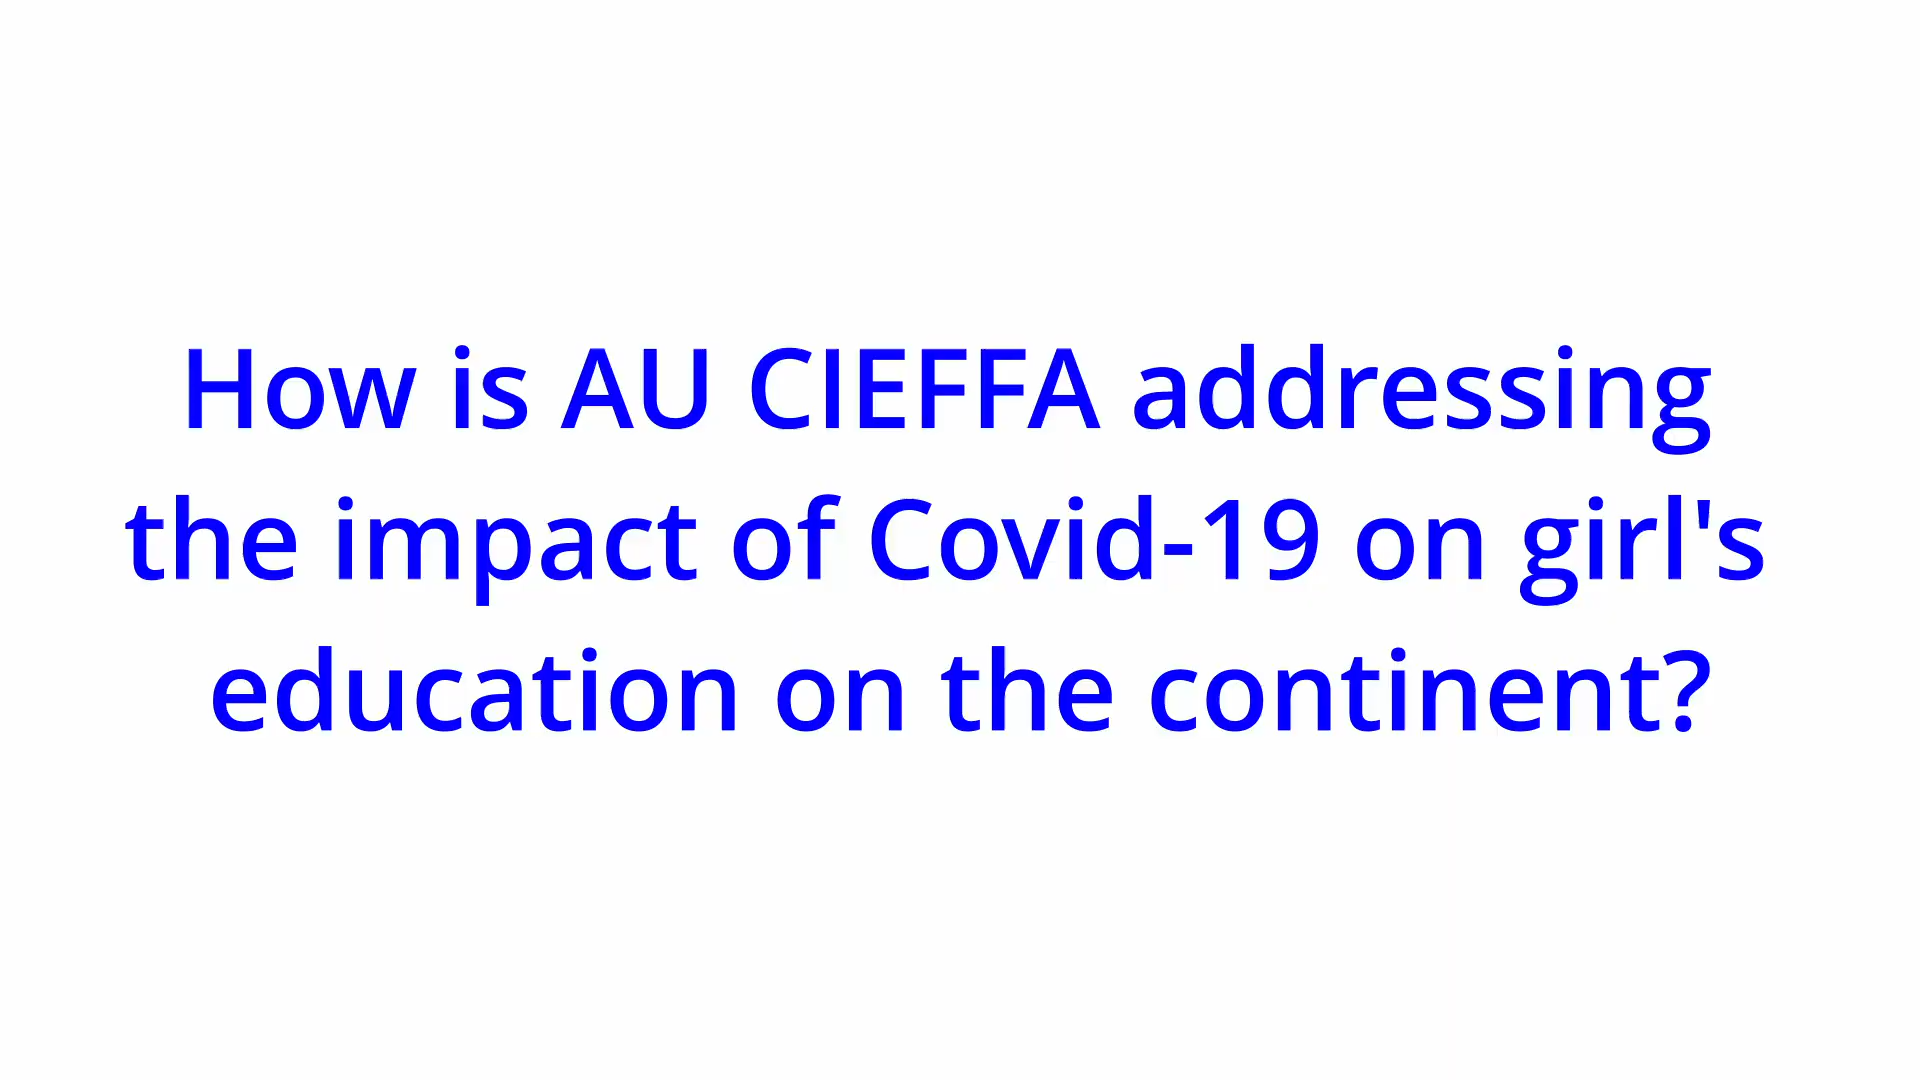 How is AU CIEFFA addressing
the impact of Covid-19 on girl's
education on the continent?